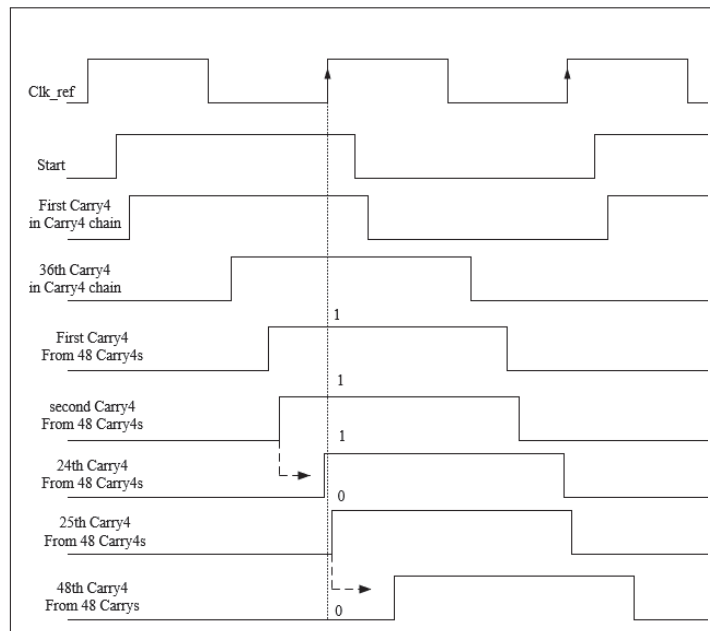 Clk_ref
Start
First Carry4
in Carry4 chain
36th Carry4
in Carry4 chain
1
First Carry4
From 48 Carry4s
1
second Carry4
From 48 Carry4s
1
24th Carry4
From 48 Carry4s
0
25th Carry4
From 48 Carry4s
48th Carry4
From 48 Carrys
0